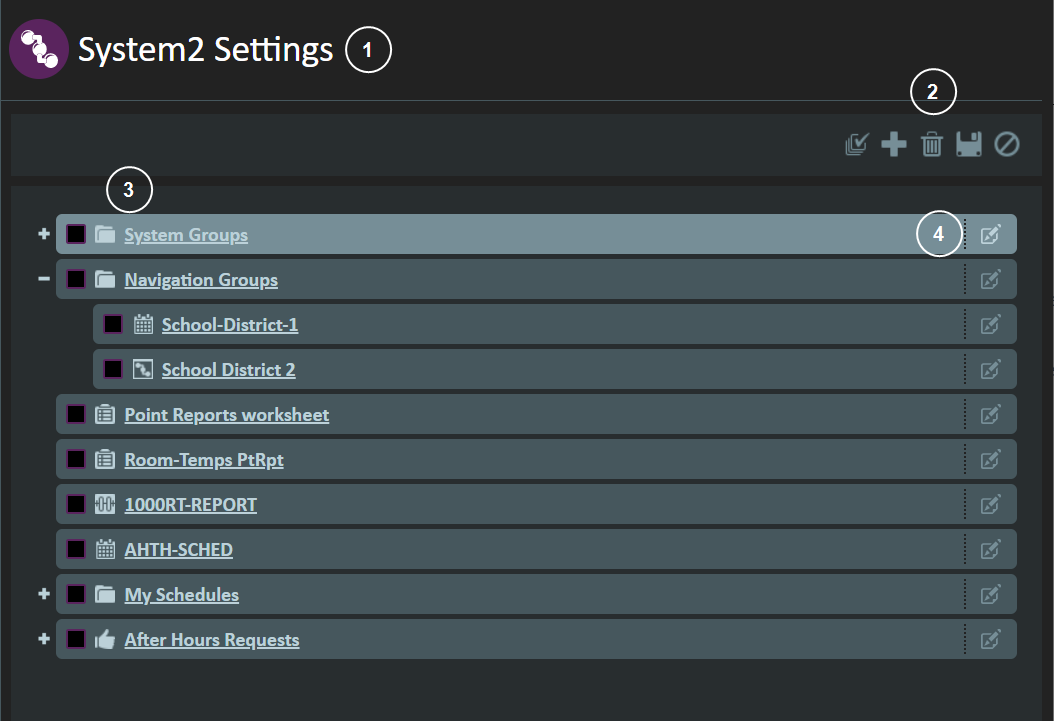 System2 Settings 1
2
3
System Groups 4
Navigation Groups
School-District-1
School District 2
Point Reports worksheet
Room-Temps PtRpt
1000RT-REPORT
AHTH-SCHED
My Schedules
After Hours Requests